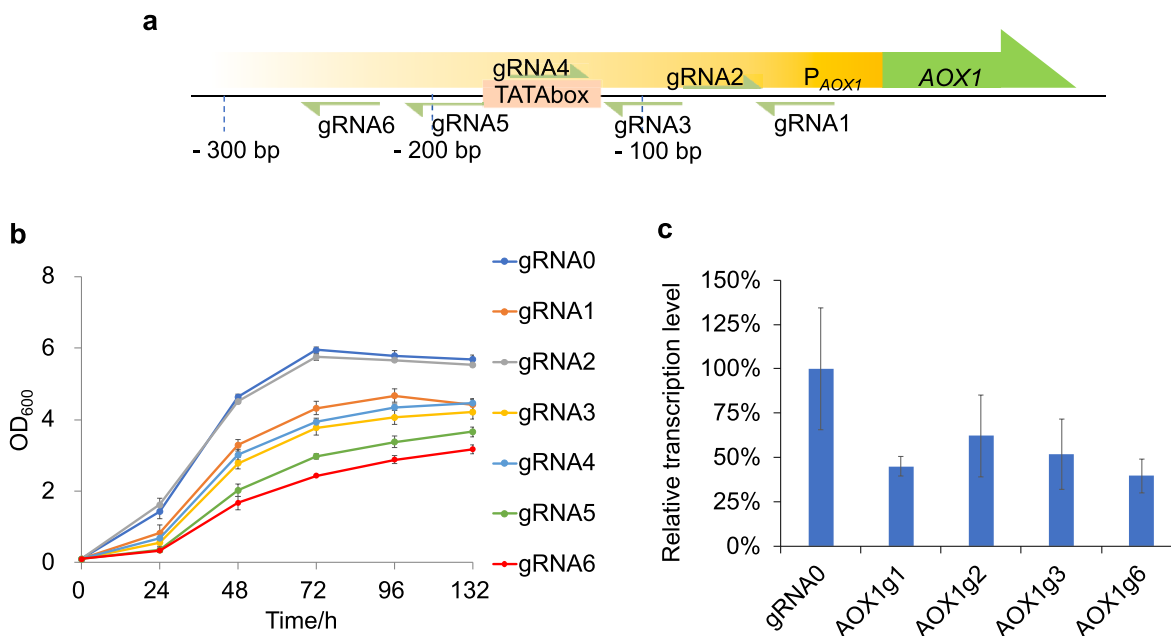 a
gRNA4
gRNA2
P_AOX1
AOX1
TATAbox
gRNA6
gRNA5
gRNA3
gRNA1
- 300 bp
- 200 bp
- 100 bp
b
8
6
4
2
0
OD600
0
24
48
72
96
132
Time/h
gRNA0
gRNA1
gRNA2
gRNA3
gRNA4
gRNA5
gRNA6
c
150%
125%
100%
75%
50%
25%
0%
Relative transcription level
gRNA0
AOX1g1
AOX1g2
AOX1g3
AOX1g6